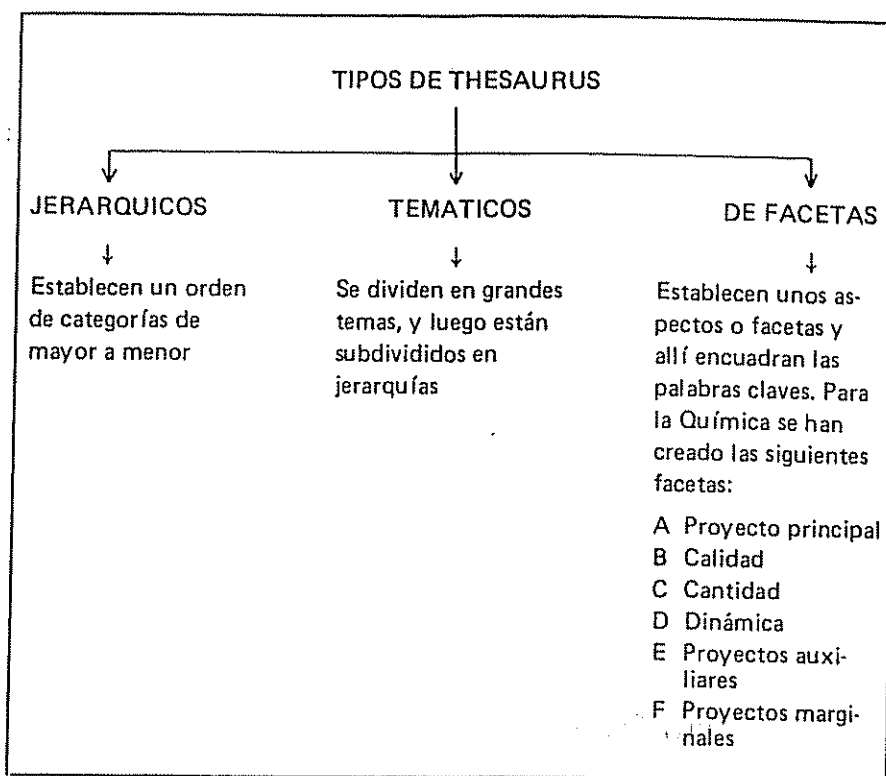 TIPOS DE THESAURUS
JERARQUICOS
Establecen un orden
de categorías de
mayor a menor
TEMATICOS
Se dividen en grandes
temas, y luego están
subdivididos en
jerarquías
DE FACETAS
Establecen unos as-
pectos o facetas y
allí encuadran las
palabras claves. Para
la Química se han
creado las siguientes
facetas:
A Proyecto principal
B Calidad
C Cantidad
D Dinámica
E Proyectos auxi-
liares
F Proyectos margi-
nales